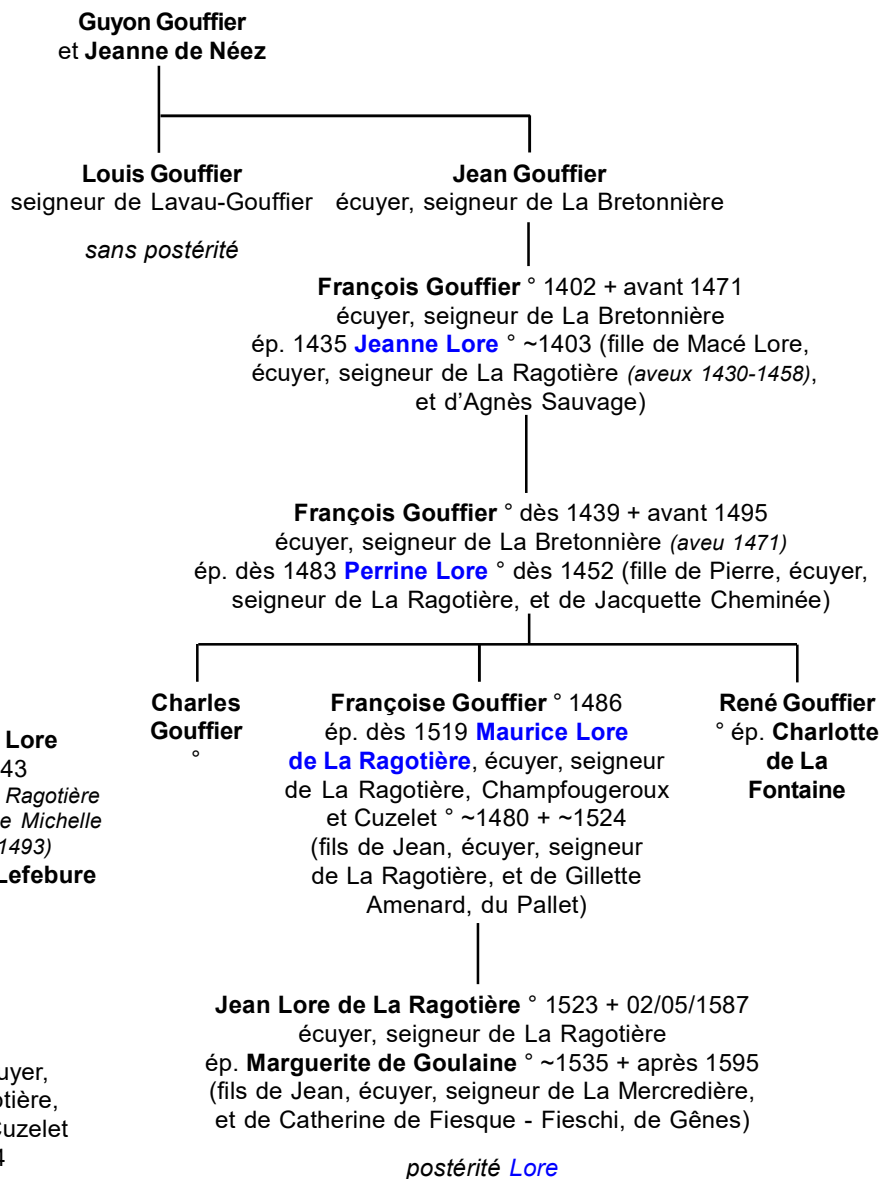 Guyon Gouffier
et Jeanne de Néez
Louis Gouffier
seigneur de Lavau-Gouffier
sans postérité
Jean Gouffier
écuyer, seigneur de La Bretonnière
François Gouffier ° 1402 + avant 1471
écuyer, seigneur de La Bretonnière
ép. 1435 Jeanne Lore ° ~1403 (fille de Macé Lore,
écuyer, seigneur de La Ragotière (aveux 1430-1458),
et d'Agnès Sauvage)
François Gouffier ° dès 1439 + avant 1495
écuyer, seigneur de La Bretonnière (aveu 1471)
ép. dès 1483 Perrine Lore ° dès 1452 (fille de Pierre, écuyer,
seigneur de La Ragotière, et de Jacquette Cheminée)
Charles
Gouffier
°
Françoise Gouffier ° 1486
ép. dès 1519 Maurice Lore
de La Ragotière, écuyer, seigneur
de La Ragotière, Champfougeroux
et Cuzelet ° ~1480 + ~1524
(fils de Jean, écuyer, seigneur
de La Ragotière, et de Gillette
Amenard, du Pallet)
René Gouffier
° ép. Charlotte
de La
Fontaine
Lore
43
Ragotière
e Michelle
1493)
Lefebure
Jean Lore de La Ragotière ° 1523 + 02/05/1587
écuyer, seigneur de La Ragotière
ép. Marguerite de Goulaine ° ~1535 + après 1595
(fils de Jean, écuyer, seigneur de La Mercredière,
et de Catherine de Fiesque - Fieschi, de Gênes)
postérité Lore
uyer,
tière,
Cuzelet
4